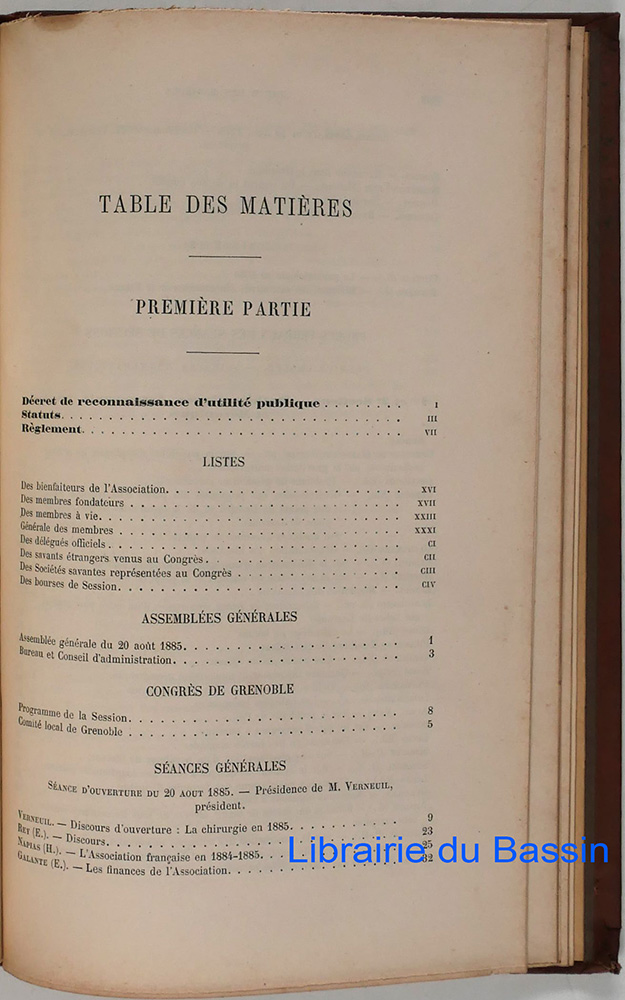 TABLE DES MATIÈRES
PREMIÈRE PARTIE
Décret de reconnaissance d'utilité publique . . . . . . . . I
Statuts. . . . . . . . . . . . . . . . . . . . . . . . . . . III
Règlement. . . . . . . . . . . . . . . . . . . . . . . . . . VII
LISTES
Des bienfaiteurs de l'Association. . . . . . . . . . . . . . XVI
Des membres fondateurs . . . . . . . . . . . . . . . . . . . XVII
Des membres à vie. . . . . . . . . . . . . . . . . . . . . . XXIII
Générale des membres . . . . . . . . . . . . . . . . . . . . XXXI
Des délégués officiels . . . . . . . . . . . . . . . . . . . CI
Des savants étrangers venus au Congrès. . . . . . . . . . . CII
Des Sociétés savantes représentées au Congrès . . . . . . . CIII
Des bourses de Session. . . . . . . . . . . . . . . . . . . CIV
ASSEMBLÉES GÉNÉRALES
Assemblée générale du 20 août 1885. . . . . . . . . . . . . 1
Bureau et Conseil d'administration. . . . . . . . . . . . . 3
CONGRÈS DE GRENOBLE
Programme de la Session. . . . . . . . . . . . . . . . . . . 8
Comité local de Grenoble . . . . . . . . . . . . . . . . . . 5
SÉANCES GÉNÉRALES
SÉANCE D'OUVERTURE DU 20 AOUT 1885. — Présidence de M. VERNEUIL,
président.
VERNEUIL. — Discours d'ouverture : La chirurgie en 1885. . . 9
REY (E.). — Discours. . . . . . . . . . . . . . . . . . . . 23
NAPIAS (H.). — L'Association française en 1884-1885. . . . . 25
GALANTE (E.). — Les finances de l'Association. . . . . . . . 32
Librairie du Bassin